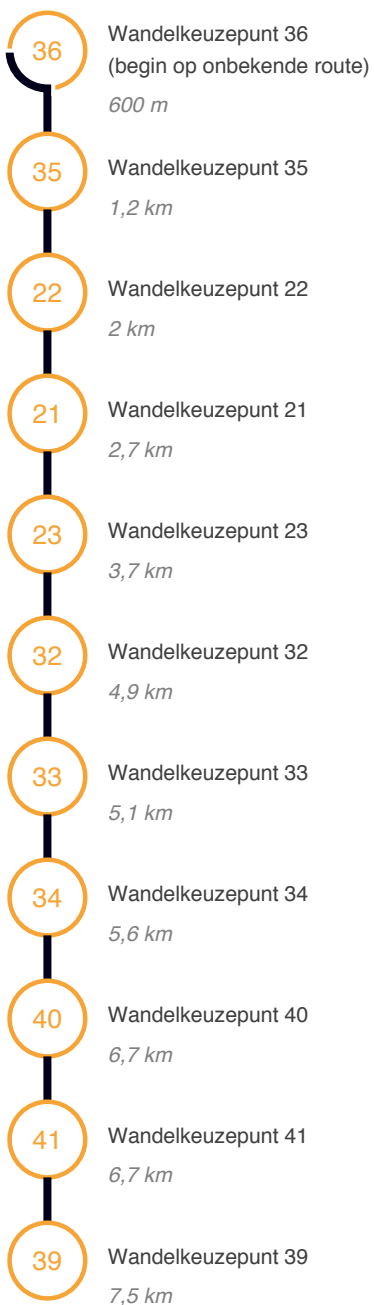 36
Wandelkeuzepunt 36
(begin op onbekende route)
600 m
35
Wandelkeuzepunt 35
1,2 km
22
Wandelkeuzepunt 22
2 km
21
Wandelkeuzepunt 21
2,7 km
23
Wandelkeuzepunt 23
3,7 km
32
Wandelkeuzepunt 32
4,9 km
33
Wandelkeuzepunt 33
5,1 km
34
Wandelkeuzepunt 34
5,6 km
40
Wandelkeuzepunt 40
6,7 km
41
Wandelkeuzepunt 41
6,7 km
39
Wandelkeuzepunt 39
7,5 km